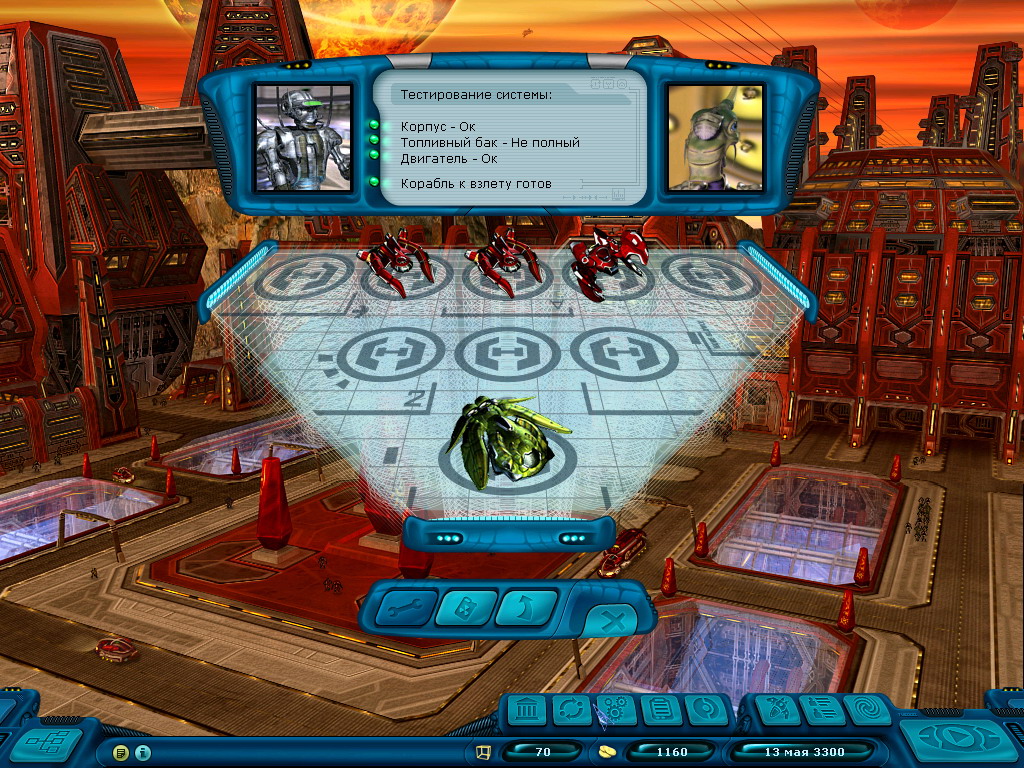 Тестирование системы:
Корпус - Ок
Топливный бак - Не полный
Двигатель - Ок
Корабль к взлету готов
2
70
1160
13 мая 3300